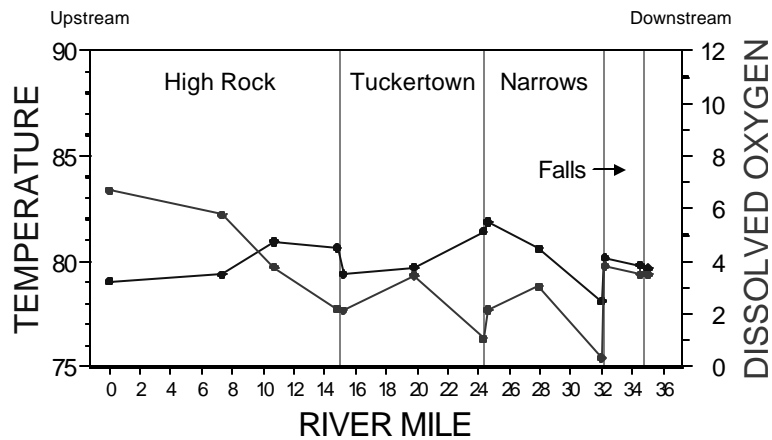 Upstream Downstream
90 12
High Rock Tuckertown Narrows
10
85 8
Falls
6
80 4
2
75 0
0 2 4 6 8 10 12 14 16 18 20 22 24 26 28 30 32 34 36
RIVER MILE
TEMPERATURE
DISSOLVED OXYGEN